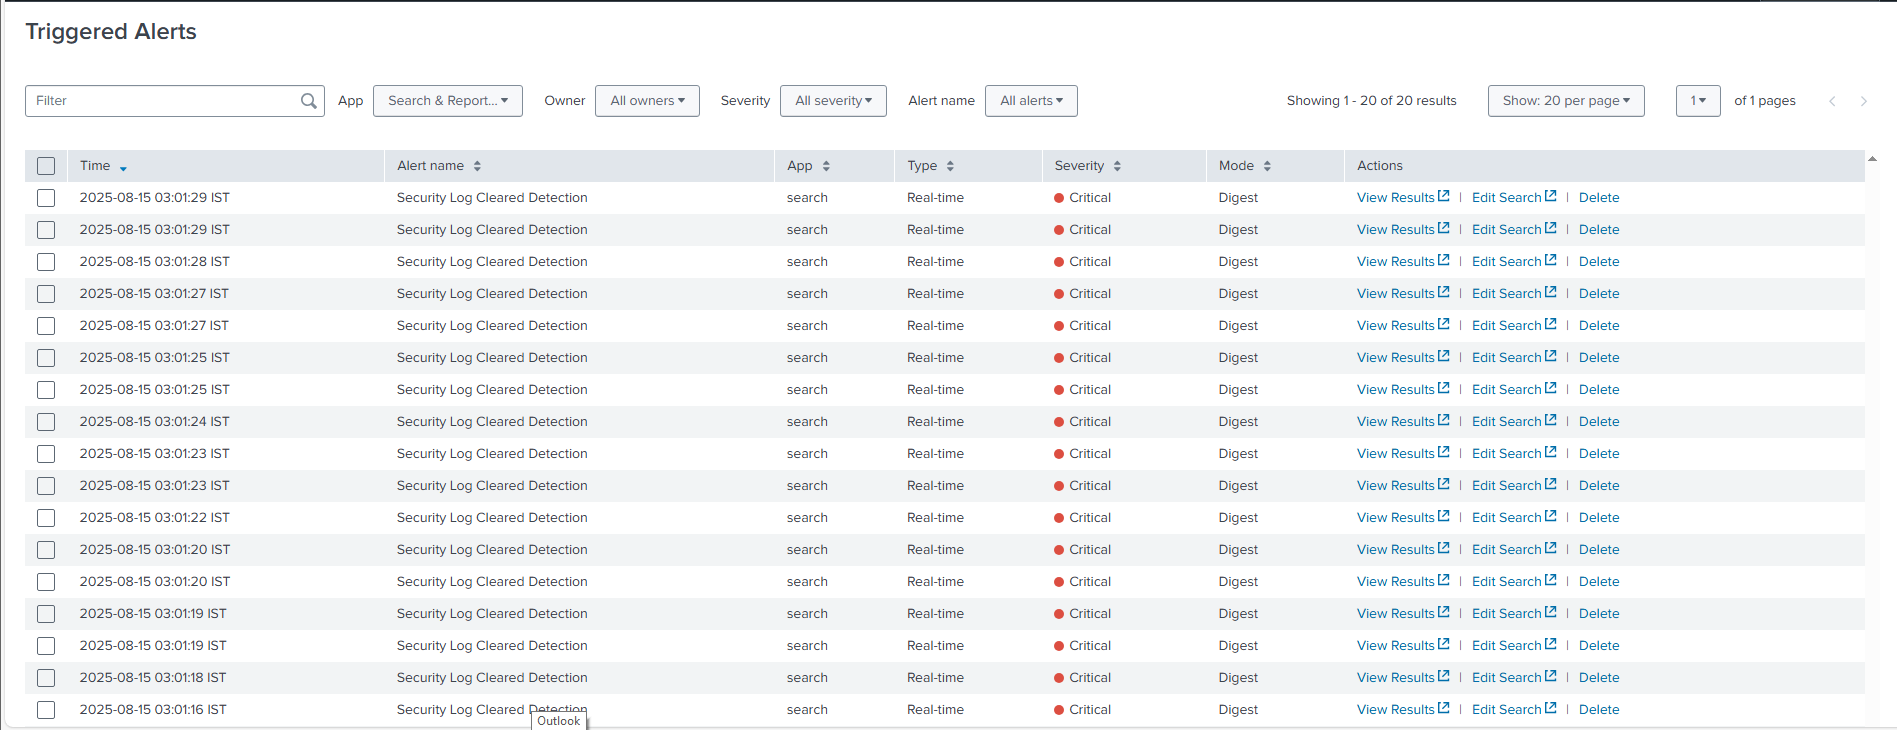 Triggered Alerts
Filter App Search & Report... Owner All owners Severity All severity Alert name All alerts Showing 1 - 20 of 20 results Show: 20 per page 1 of 1 pages
Time Alert name App Type Severity Mode Actions
2025-08-15 03:01:29 IST Security Log Cleared Detection search Real-time Critical Digest View Results | Edit Search | Delete
2025-08-15 03:01:29 IST Security Log Cleared Detection search Real-time Critical Digest View Results | Edit Search | Delete
2025-08-15 03:01:28 IST Security Log Cleared Detection search Real-time Critical Digest View Results | Edit Search | Delete
2025-08-15 03:01:27 IST Security Log Cleared Detection search Real-time Critical Digest View Results | Edit Search | Delete
2025-08-15 03:01:27 IST Security Log Cleared Detection search Real-time Critical Digest View Results | Edit Search | Delete
2025-08-15 03:01:25 IST Security Log Cleared Detection search Real-time Critical Digest View Results | Edit Search | Delete
2025-08-15 03:01:25 IST Security Log Cleared Detection search Real-time Critical Digest View Results | Edit Search | Delete
2025-08-15 03:01:24 IST Security Log Cleared Detection search Real-time Critical Digest View Results | Edit Search | Delete
2025-08-15 03:01:23 IST Security Log Cleared Detection search Real-time Critical Digest View Results | Edit Search | Delete
2025-08-15 03:01:23 IST Security Log Cleared Detection search Real-time Critical Digest View Results | Edit Search | Delete
2025-08-15 03:01:22 IST Security Log Cleared Detection search Real-time Critical Digest View Results | Edit Search | Delete
2025-08-15 03:01:20 IST Security Log Cleared Detection search Real-time Critical Digest View Results | Edit Search | Delete
2025-08-15 03:01:20 IST Security Log Cleared Detection search Real-time Critical Digest View Results | Edit Search | Delete
2025-08-15 03:01:19 IST Security Log Cleared Detection search Real-time Critical Digest View Results | Edit Search | Delete
2025-08-15 03:01:19 IST Security Log Cleared Detection search Real-time Critical Digest View Results | Edit Search | Delete
2025-08-15 03:01:18 IST Security Log Cleared Detection search Real-time Critical Digest View Results | Edit Search | Delete
2025-08-15 03:01:16 IST Security Log Cleared Detection search Real-time Critical Digest View Results | Edit Search | Delete
Outlook